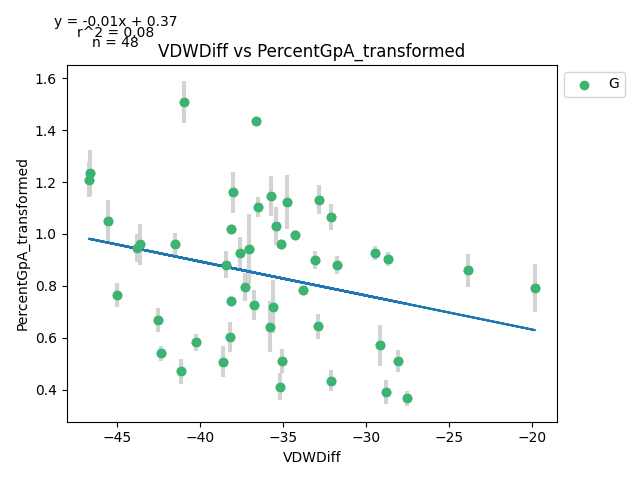 y = -0.01x + 0.37
r^2 = 0.08
n = 48
VDWDiff vs PercentGpA_transformed
G
PercentGpA_transformed
1.6
1.4
1.2
1.0
0.8
0.6
0.4
−45
−40
−35
−30
−25
−20
VDWDiff